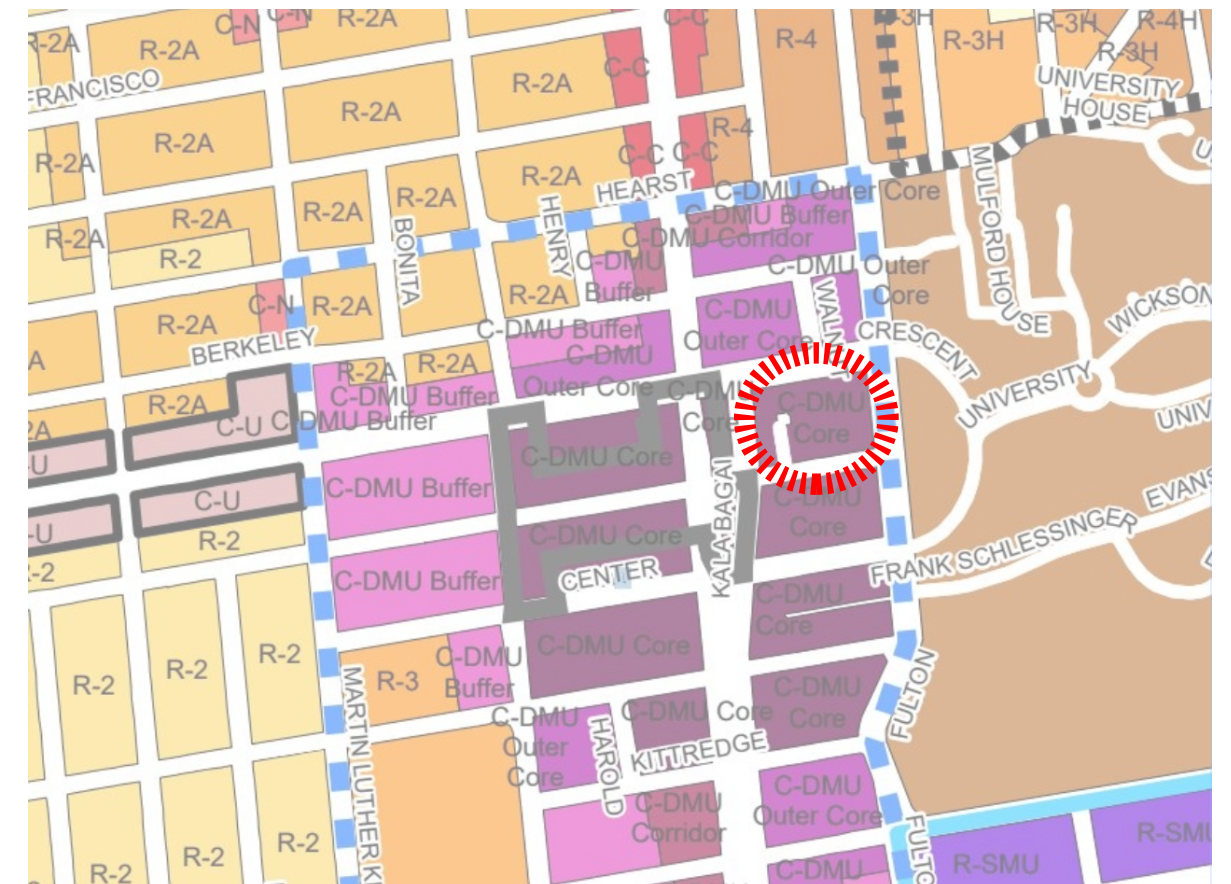 C-N
C-N
R-2A
C-C
R-3H
R-3H
R-4H
R-2A
R-2A
R-4
R-3H
R-3H
FRANCISCO
R-2A
C-C
UNIVERSITY
HOUSE
R-2A
R-2A
R-2A
R-4
C-C
C-C
R-2A
HEARST
MULFORD HOUSE
C-DMU Outer Core
R-2A
R-2A
R-2A
C-DMU Buffer
R-2A
BONITA
HENRY
C-DMU Corridor
R-2
C-DMU
Buffer
C-DMU Outer
Core
C-N
R-2A
R-2A
C-DMU
Outer Core
WALNUT
WICKSON
R-2A
BERKELEY
C-DMU Buffer
CRESCENT
R-2A
R-2A
C-DMU
Outer Core
UNIVERSITY
R-2A
C-DMU Buffer
C-DMU
Core
C-DMU
Core
C-U
C-DMU Buffer
C-DMU Core
C-U
C-DMU Buffer
C-DMU
Core
EVANS
R-2
C-DMU Core
KALA BAGAI
FRANK SCHLESSINGER
C-DMU Buffer
CENTER
C-DMU
Core
R-2
R-2
R-2
C-DMU Core
R-3
C-DMU
Buffer
C-DMU
Core
FULTON
MARTIN LUTHER
C-DMU
Outer
Core
HAROLD
C-DMU Core
KITTREDGE
R-2
R-2
R-2
C-DMU
Corridor
C-DMU
Outer Core
R-SMU
C-DMU